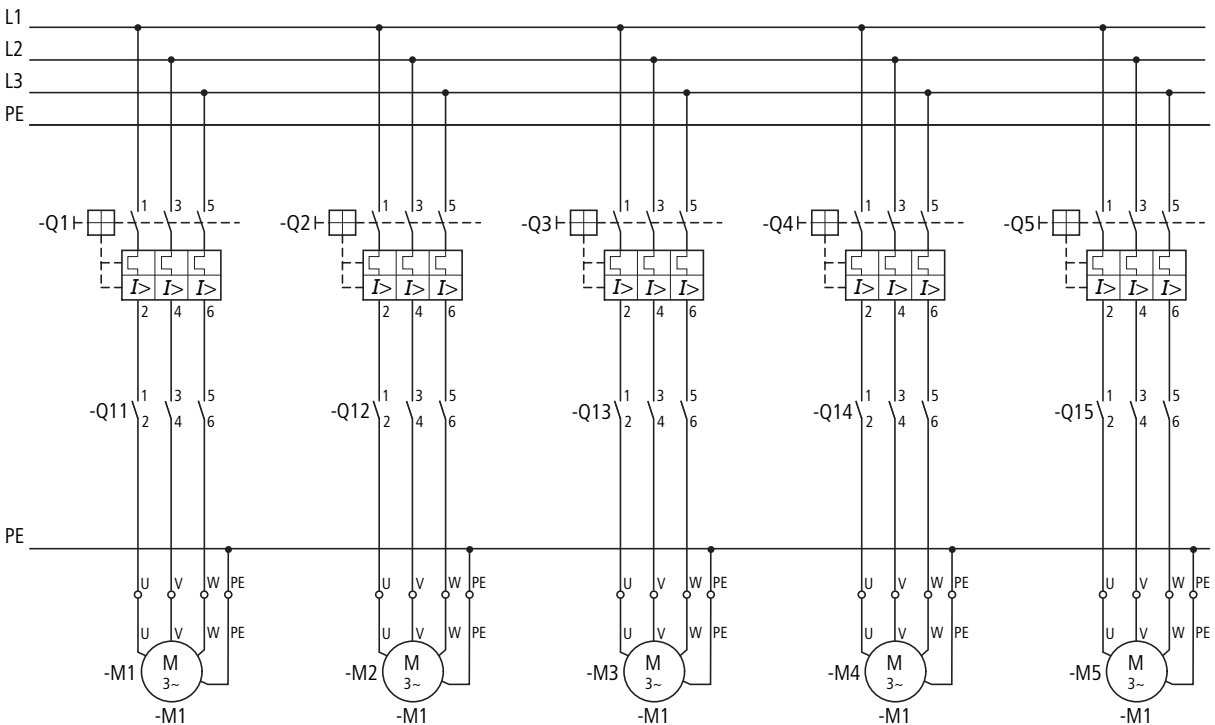 L1
L2
L3
PE
1 3 5 1 3 5 1 3 5 1 3 5 1 3 5
-Q1 -Q2 -Q3 -Q4 -Q5
I> I> I> I> I> I> I> I> I> I> I> I> I> I> I>
2 4 6 2 4 6 2 4 6 2 4 6 2 4 6
1 3 5 1 3 5 1 3 5 1 3 5 1 3 5
-Q11 -Q12 -Q13 -Q14 -Q15
2 4 6 2 4 6 2 4 6 2 4 6 2 4 6
PE
U V W PE U V W PE U V W PE U V W PE U V W PE
U V W PE U V W PE U V W PE U V W PE U V W PE
-M1 M -M2 M -M3 M -M4 M -M5 M
3~ 3~ 3~ 3~ 3~
-M1 -M1 -M1 -M1 -M1